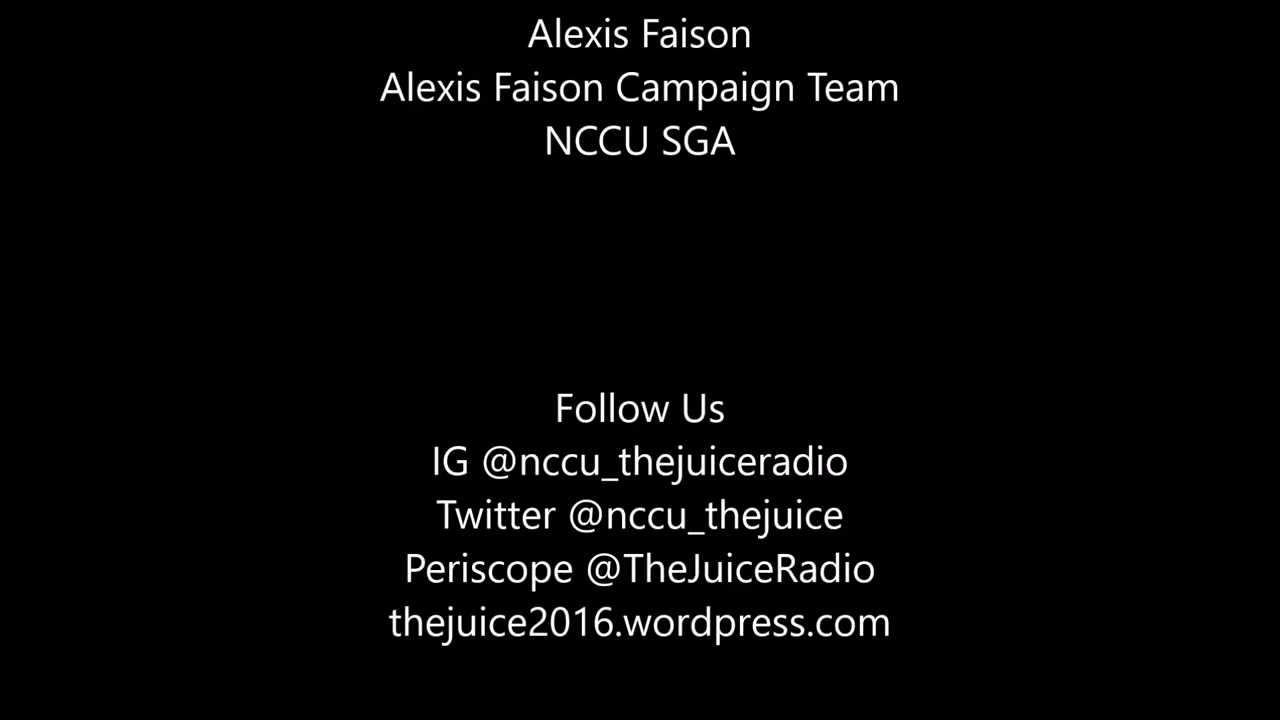 Alexis Faison
Alexis Faison Campaign Team
NCCU SGA
Follow Us
IG @nccu_thejuiceradio
Twitter @nccu_thejuice
Periscope @TheJuiceRadio
thejuice2016.wordpress.com